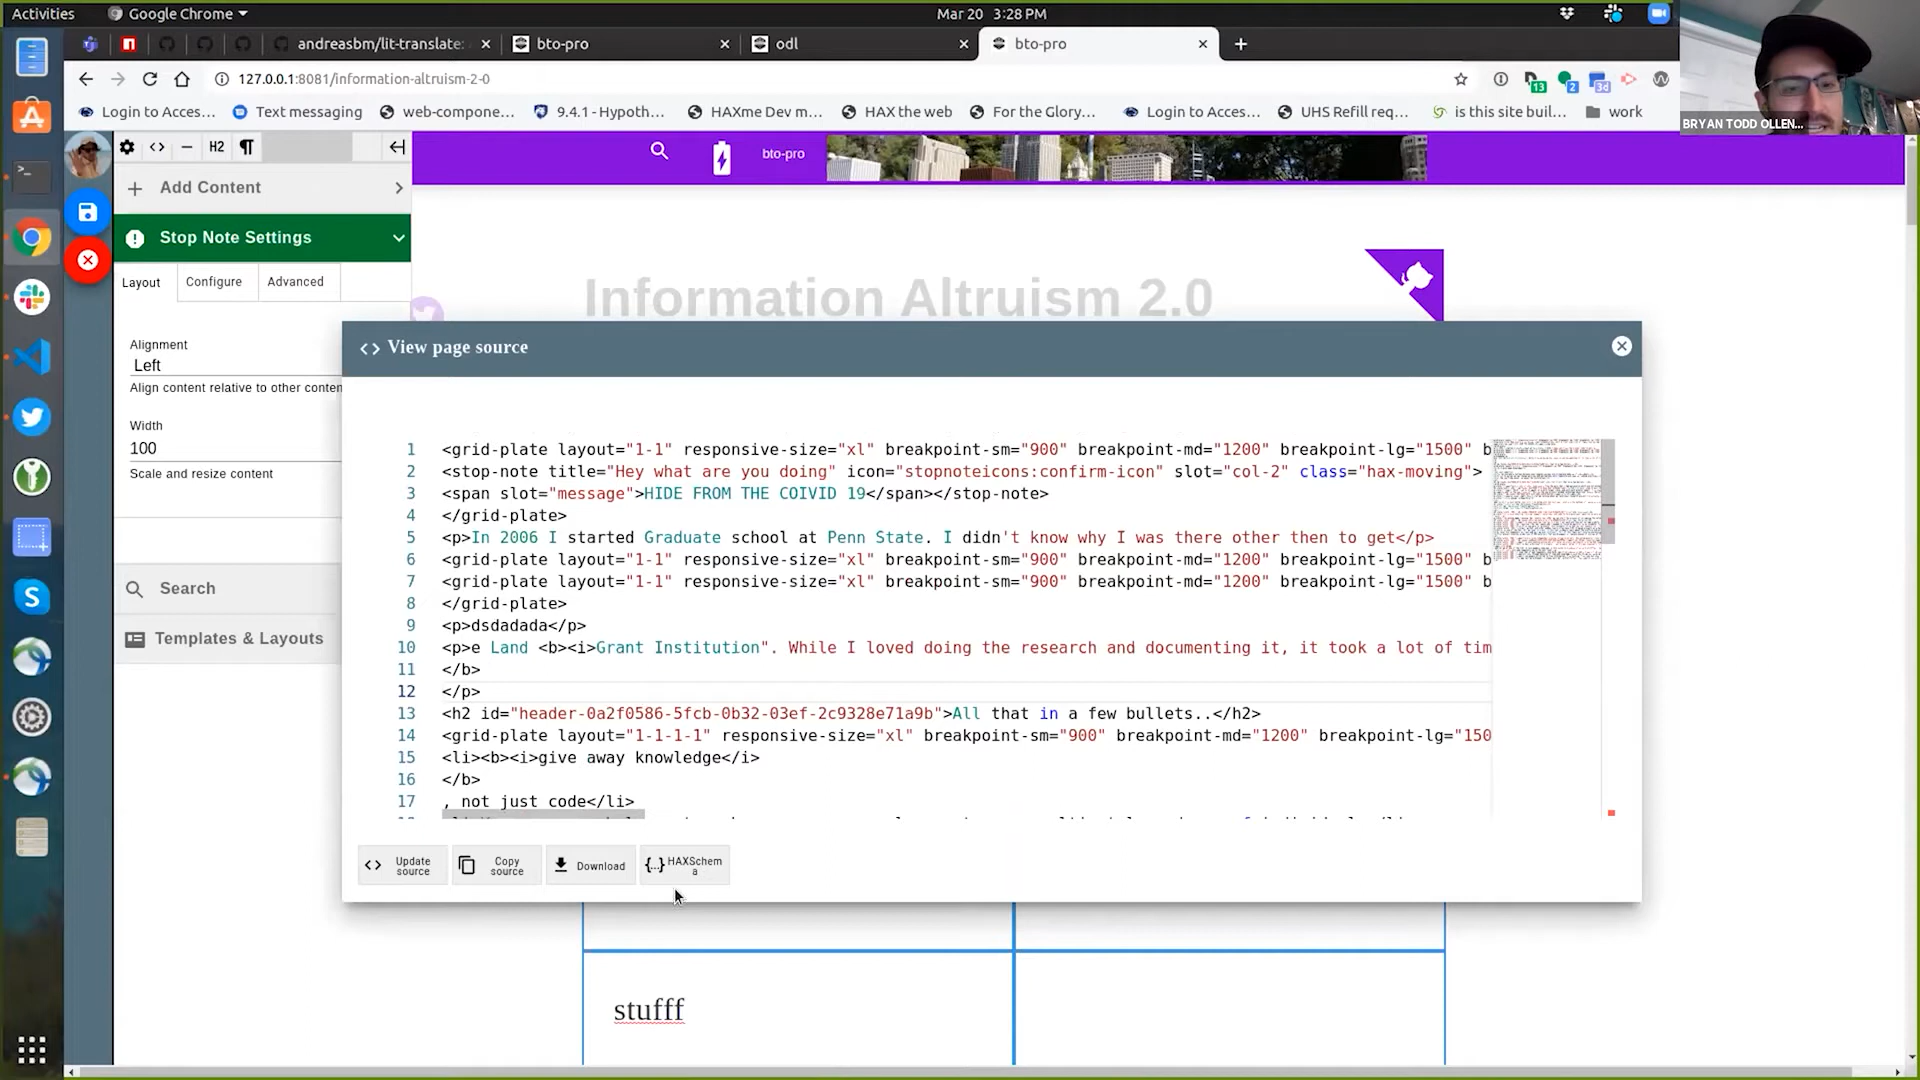 Activities
Google Chrome
Mar 20 3:28 PM
andreasbm/lit-translate:
bto-pro
odl
bto-pro
127.0.0.1:8081/information-altruism-2-0
13
2
3d
Login to Acces...
Text messaging
web-compone...
9.4.1 - Hypoth...
HAXme Dev m...
HAX the web
For the Glory...
Login to Acces...
UHS Refill req...
is this site buil...
work
BRYAN TODD OLLEN...
H2
bto-pro
Add Content
Stop Note Settings
Layout
Configure
Advanced
Information Altruism 2.0
Alignment
Left
Align content relative to other conten
Width
100
Scale and resize content
Search
Templates & Layouts
<> View page source
1 <grid-plate layout="1-1" responsive-size="xl" breakpoint-sm="900" breakpoint-md="1200" breakpoint-lg="1500" b
2 <stop-note title="Hey what are you doing" icon="stopnoteicons:confirm-icon" slot="col-2" class="hax-moving">
3 <span slot="message">HIDE FROM THE COIVID 19</span></stop-note>
4 </grid-plate>
5 <p>In 2006 I started Graduate school at Penn State. I didn't know why I was there other then to get</p>
6 <grid-plate layout="1-1" responsive-size="xl" breakpoint-sm="900" breakpoint-md="1200" breakpoint-lg="1500" b
7 <grid-plate layout="1-1" responsive-size="xl" breakpoint-sm="900" breakpoint-md="1200" breakpoint-lg="1500" b
8 </grid-plate>
9 <p>dsdadada</p>
10 <p>e Land <b><i>Grant Institution". While I loved doing the research and documenting it, it took a lot of tim
11 </b>
12 </p>
13 <h2 id="header-0a2f0586-5fcb-0b32-03ef-2c9328e71a9b">All that in a few bullets..</h2>
14 <grid-plate layout="1-1-1-1" responsive-size="xl" breakpoint-sm="900" breakpoint-md="1200" breakpoint-lg="150
15 <li><b><i>give away knowledge</i>
16 </b>
17 , not just code</li>
Update source
Copy source
Download
{...} HAXSchema
stufff